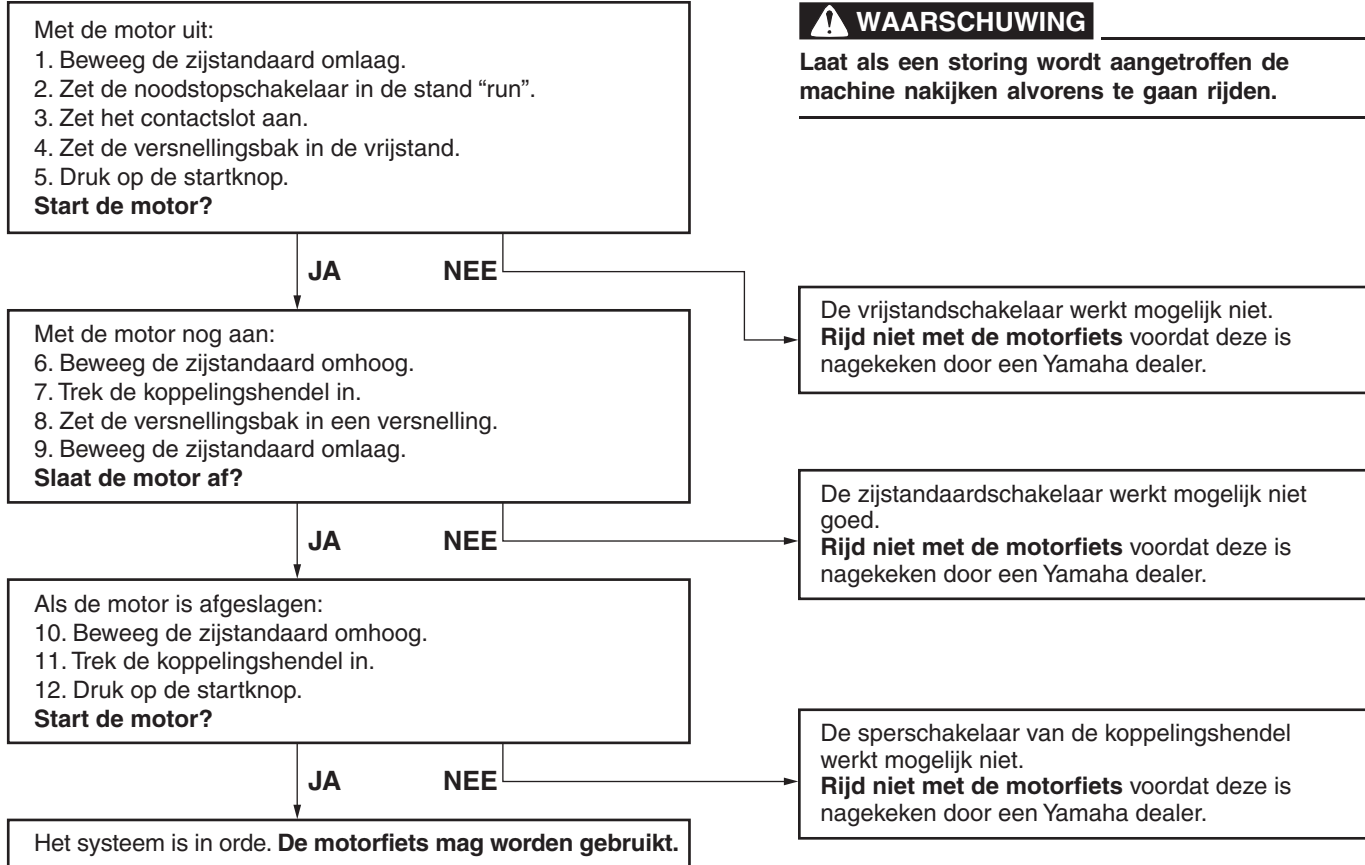 Met de motor uit:
1. Beweeg de zijstandaard omlaag.
2. Zet de noodstopschakelaar in de stand “run”.
3. Zet het contactslot aan.
4. Zet de versnellingsbak in de vrijstand.
5. Druk op de startknop.
Start de motor?
WAARSCHUWING
Laat als een storing wordt aangetroffen de
machine nakijken alvorens te gaan rijden.
JA
NEE
De vrijstandschakelaar werkt mogelijk niet.
Rijd niet met de motorfiets voordat deze is
nagekeken door een Yamaha dealer.
Met de motor nog aan:
6. Beweeg de zijstandaard omhoog.
7. Trek de koppelingshendel in.
8. Zet de versnellingsbak in een versnelling.
9. Beweeg de zijstandaard omlaag.
Slaat de motor af?
JA
NEE
De zijstandaardschakelaar werkt mogelijk niet
goed.
Rijd niet met de motorfiets voordat deze is
nagekeken door een Yamaha dealer.
Als de motor is afgeslagen:
10. Beweeg de zijstandaard omhoog.
11. Trek de koppelingshendel in.
12. Druk op de startknop.
Start de motor?
JA
NEE
De sperschakelaar van de koppelingshendel
werkt mogelijk niet.
Rijd niet met de motorfiets voordat deze is
nagekeken door een Yamaha dealer.
Het systeem is in orde. De motorfiets mag worden gebruikt.